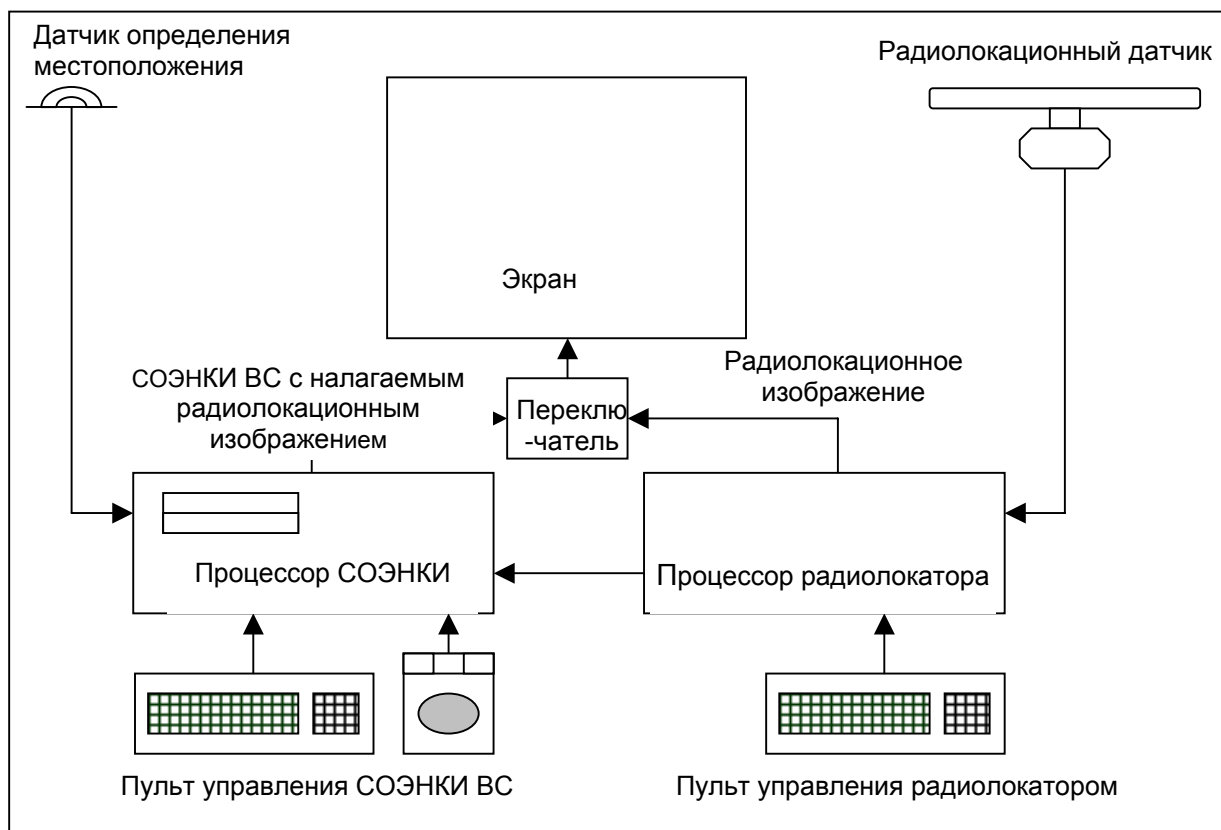 Датчик определения
местоположения
Радиолокационный датчик
Экран
СОЭНКИ ВС с налагаемым
радиолокационным
изображением
Переклю
-чатель
Радиолокационное
изображение
Процессор СОЭНКИ
Процессор радиолокатора
Пульт управления СОЭНКИ ВС
Пульт управления радиолокатором